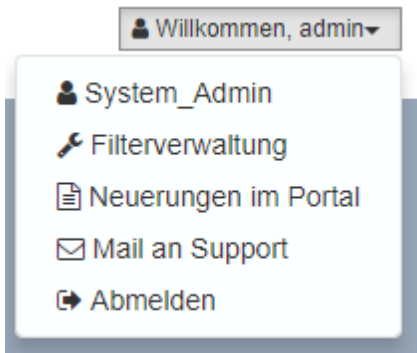 Willkommen, admin
System_Admin
Filterverwaltung
Neuerungen im Portal
Mail an Support
Abmelden